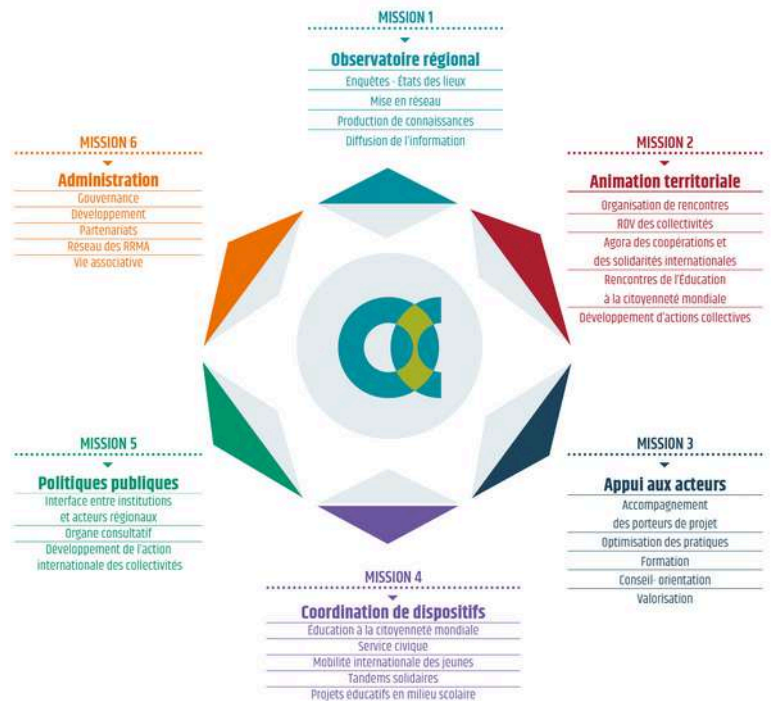 MISSION 1
Observatoire régional
Enquêtes - États des lieux
Mise en réseau
Production de connaissances
Diffusion de l'information
MISSION 2
Animation territoriale
Organisation de rencontres
RDV des collectivités
Agora des coopérations et
des solidarités internationales
Rencontres de l'Éducation
à la citoyenneté mondiale
Développement d'actions collectives
MISSION 3
Appui aux acteurs
Accompagnement
des porteurs de projet
Optimisation des pratiques
Formation
Conseil- orientation
Valorisation
MISSION 4
Coordination de dispositifs
Éducation à la citoyenneté mondiale
Service civique
Mobilité internationale des jeunes
Tandems solidaires
Projets éducatifs en milieu scolaire
MISSION 5
Politiques publiques
Interface entre institutions
et acteurs régionaux
Organe consultatif
Développement de l'action
internationale des collectivités
MISSION 6
Administration
Gouvernance
Développement
Partenariats
Réseau des RRMA
Vie associative